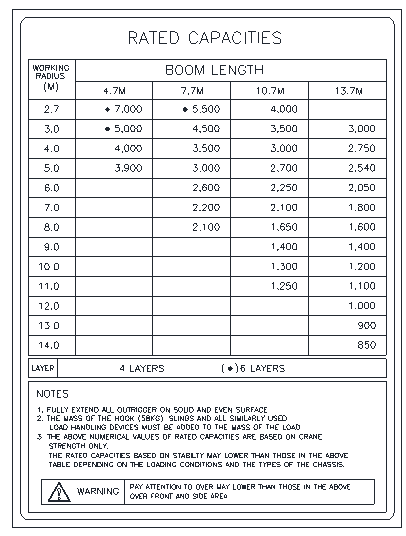 RATED CAPACITIES
WORKING RADIUS (M) BOOM LENGTH
4.7M 7.7M 10.7M 13.7M
2.7 ◆ 7,000 ◆ 5,500 4,000
3.0 ◆ 5,000 4,500 3,500 3,000
4.0 4,000 3,500 3,000 2,750
5.0 3,900 3,000 2,700 2,540
6.0 2,600 2,250 2,050
7.0 2,200 2,100 1,800
8.0 2,100 1,650 1,600
9.0 1,400 1,400
10.0 1,300 1,200
11.0 1,250 1,100
12.0 1,000
13.0 900
14.0 850
LAYER 4 LAYERS (◆)6 LAYERS
NOTES
1. FULLY EXTEND ALL OUTRIGGER ON SOLID AND EVEN SURFACE
2. THE MASS OF THE HOOK (58KG) SLINGS AND ALL SIMILARLY USED
LOAD HANDLING DEVICES MUST BE ADDED TO THE MASS OF THE LOAD
3. THE ABOVE NUMERICAL VALUES OF RATED CAPACITIES ARE BASED ON CRANE
STRENGTH ONLY.
THE RATED CAPACITIES BASED ON STABILTY MAY LOWER THAN THOSE IN THE ABOVE
TABLE DEPENDING ON THE LOADING CONDITIONS AND THE TYPES OF THE CHASSIS.
WARNING PAY ATTENTION TO OVER MAY LOWER THAN THOSE IN THE ABOVE
OVER FRONT AND SIDE AREA